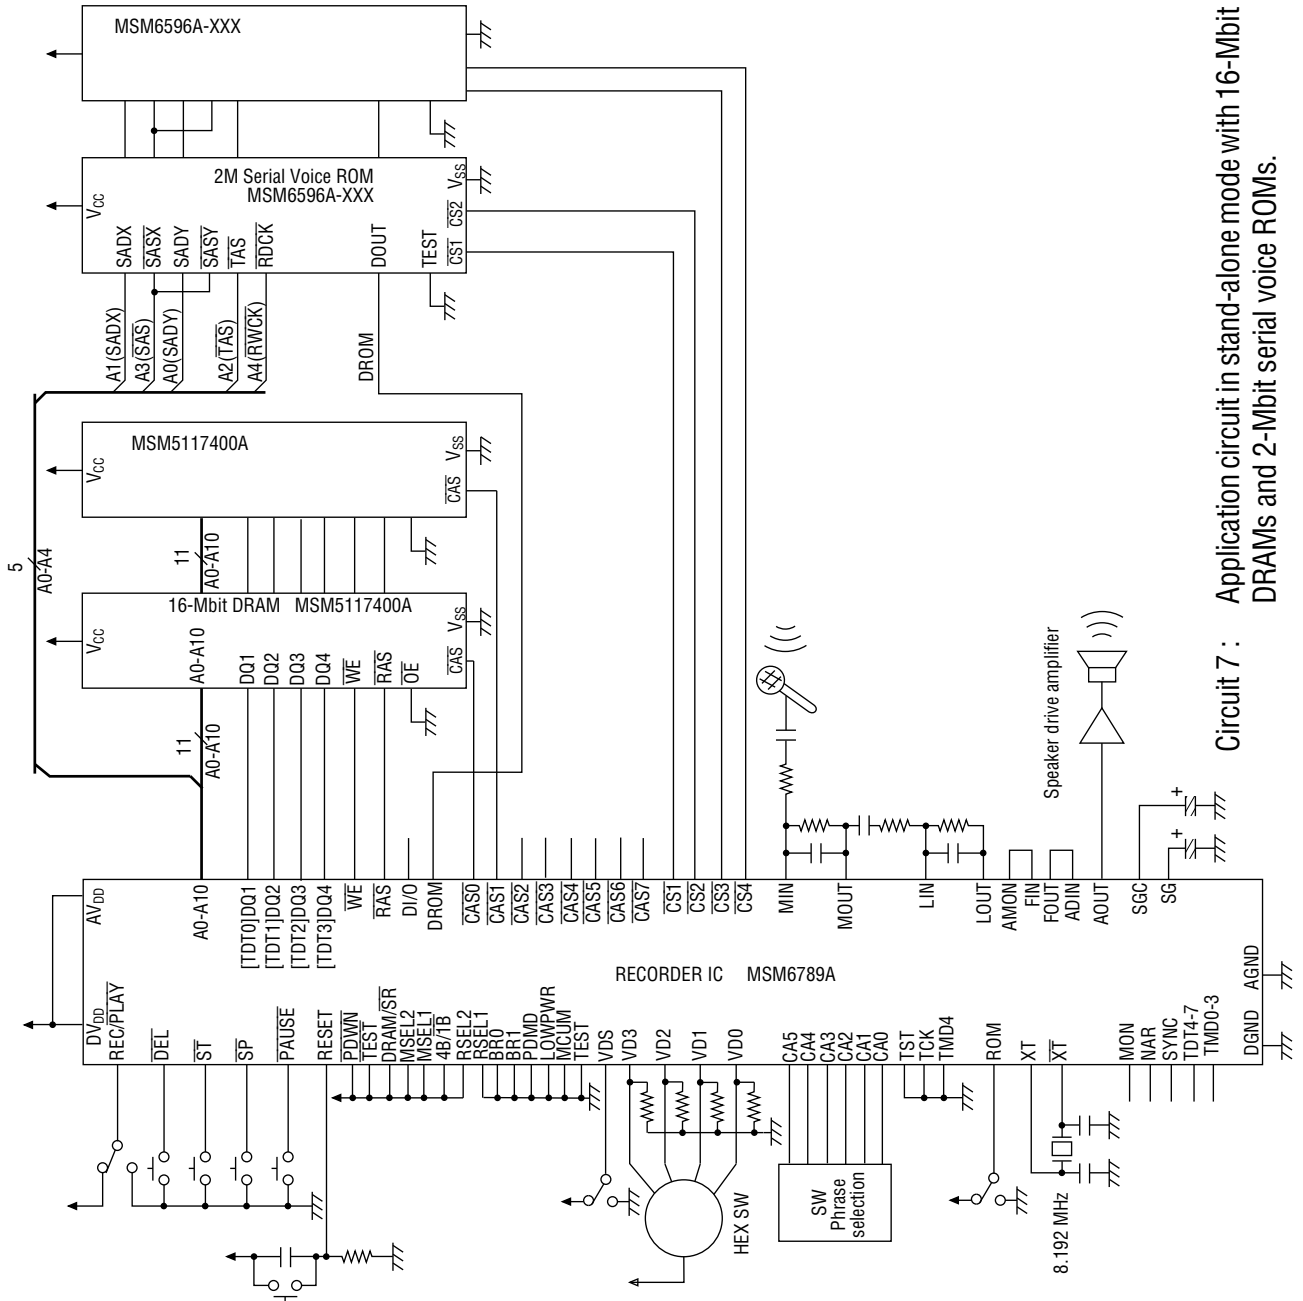 MSM6596A-XXX
2M Serial Voice ROM
MSM6596A-XXX
VCC
SADX
SASX
SADY
SASY
TAS
RDCK
DOUT
TEST
VSS
CS2
CS1
A1(SADX)
A3(SAS)
A0(SADY)
A2(TAS)
A4(RWCK)
DROM
5
A0-A4
MSM5117400A
VCC
CAS
VSS
11
A0-A10
16-Mbit DRAM MSM5117400A
VCC
A0-A10
DQ1
DQ2
DQ3
DQ4
WE
RAS
OE
CAS
VSS
11
A0-A10
AVDD
A0-A10
[TDT0]DQ1
[TDT1]DQ2
[TDT2]DQ3
[TDT3]DQ4
WE
RAS
DI/O
DROM
CAS0
CAS1
CAS2
CAS3
CAS4
CAS5
CAS6
CAS7
CS1
CS2
CS3
CS4
MIN
MOUT
LIN
LOUT
AMON
FIN
FOUT
ADIN
AOUT
SGC
SG
+
+
Speaker drive amplifier
RECORDER IC MSM6789A
DVDD
REC/PLAY
DEL
ST
SP
PAUSE
RESET
PDWN
TEST
DRAM/SR
MSEL2
MSEL1
4B/1B
RSEL2
RSEL1
BR0
BR1
PDMD
LOWPWR
MCUM
TEST
VDS
VD3
VD2
VD1
VD0
CA5
CA4
CA3
CA2
CA1
CA0
TST
TCK
TMD4
ROM
XT
XT
MON
NAR
SYNC
TDT4-7
TMD0-3
DGND
AGND
HEX SW
SW
Phrase
selection
8.192 MHz
Circuit 7 : Application circuit in stand-alone mode with 16-Mbit
DRAMs and 2-Mbit serial voice ROMs.